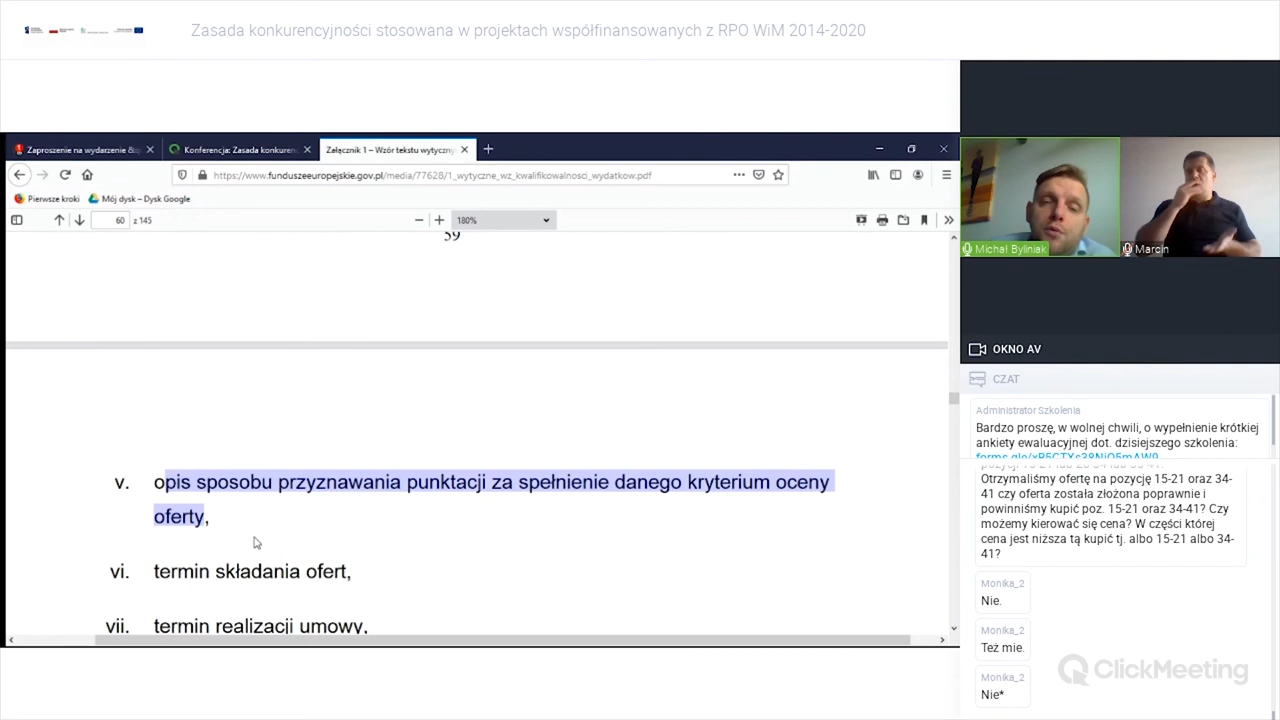 Zasada konkurencyjności stosowana w projektach współfinansowanych z RPO WiM 2014-2020
Zaproszenie na wydarzenie &bdq
Konferencja: Zasada konkurenc
Załącznik 1 – Wzór tekstu wytyczny
https://www.funduszeeuropejskie.gov.pl/media/77628/1_wytyczne_wz_kwalifikowalnosci_wydatkow.pdf
Pierwsze kroki
Mój dysk – Dysk Google
60 z 145
180%
59
v. opis sposobu przyznawania punktacji za spełnienie danego kryterium oceny
oferty,
vi. termin składania ofert,
vii. termin realizacji umowy,
Michał Byliniak
Marcin
OKNO AV
CZAT
Administrator Szkolenia
Bardzo proszę, w wolnej chwili, o wypełnienie krótkiej
ankiety ewaluacyjnej dot. dzisiejszego szkolenia:
Otrzymaliśmy ofertę na pozycję 15-21 oraz 34-
41 czy oferta została złożona poprawnie i
powinniśmy kupić poz. 15-21 oraz 34-41? Czy
możemy kierować się cena? W części której
cena jest niższa tą kupić tj. albo 15-21 albo 34-
41?
Monika_2
Nie.
Monika_2
Też mie.
Monika_2
Nie*
ClickMeeting